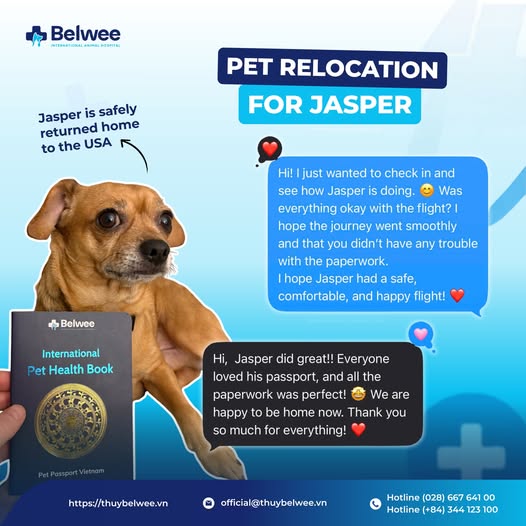 Belwee
INTERNATIONAL ANIMAL HOSPITAL
PET RELOCATION
FOR JASPER
Jasper is safely
returned home
to the USA
Hi! I just wanted to check in and
see how Jasper is doing. 😊 Was
everything okay with the flight? I
hope the journey went smoothly
and that you didn't have any trouble
with the paperwork.
I hope Jasper had a safe,
comfortable, and happy flight! ❤️
Hi, Jasper did great!! Everyone
loved his passport, and all the
paperwork was perfect! 🤩 We are
happy to be home now. Thank you
so much for everything! ❤️
Belwee
International
Pet Health Book
Pet Passport Vietnam
https://thuybelwee.vn
official@thuybelwee.vn
Hotline (028) 667 641 00
Hotline (+84) 344 123 100